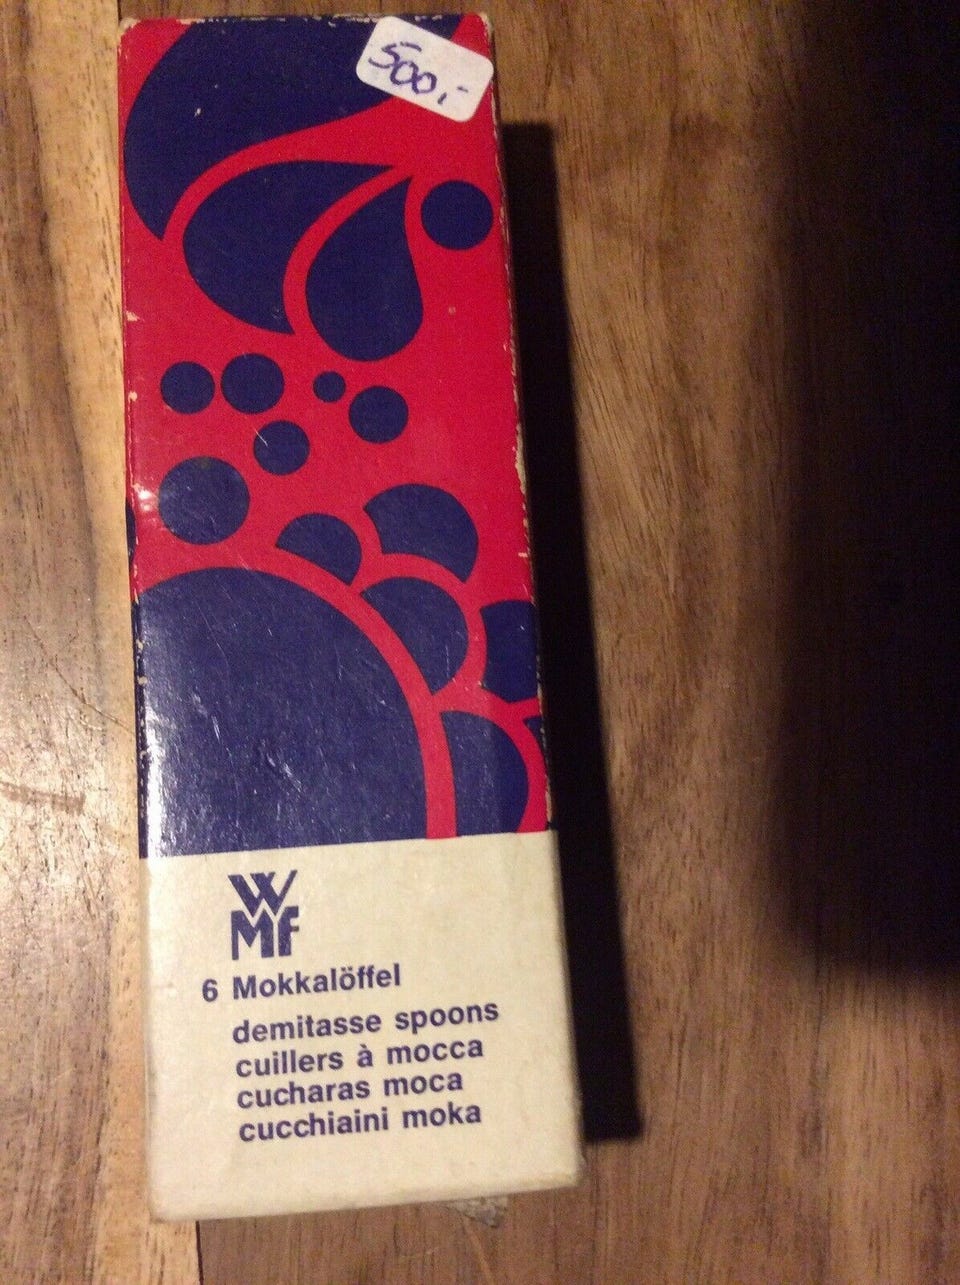 500,-
WMF
6 Mokkalöffel
demitasse spoons
cuillers à mocca
cucharas moca
cucchiaini moka